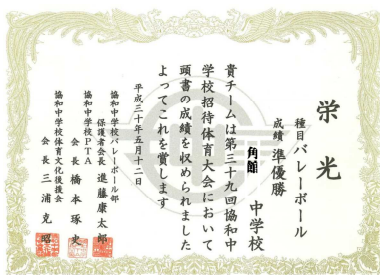 栄光
種目 バレーボール
成績 準優勝
角館 中学校
貴チームは第三十九回協和中
学校招待体育大会において
頭書の成績を収められました
よってこれを賞します
平成三十年五月十二日
協和中学校バレーボール部
保護者会長 進藤康太郎
協和中学校PTA
会長 橋本琢史
協和中学校体育文化後援会
会長 三浦克昭